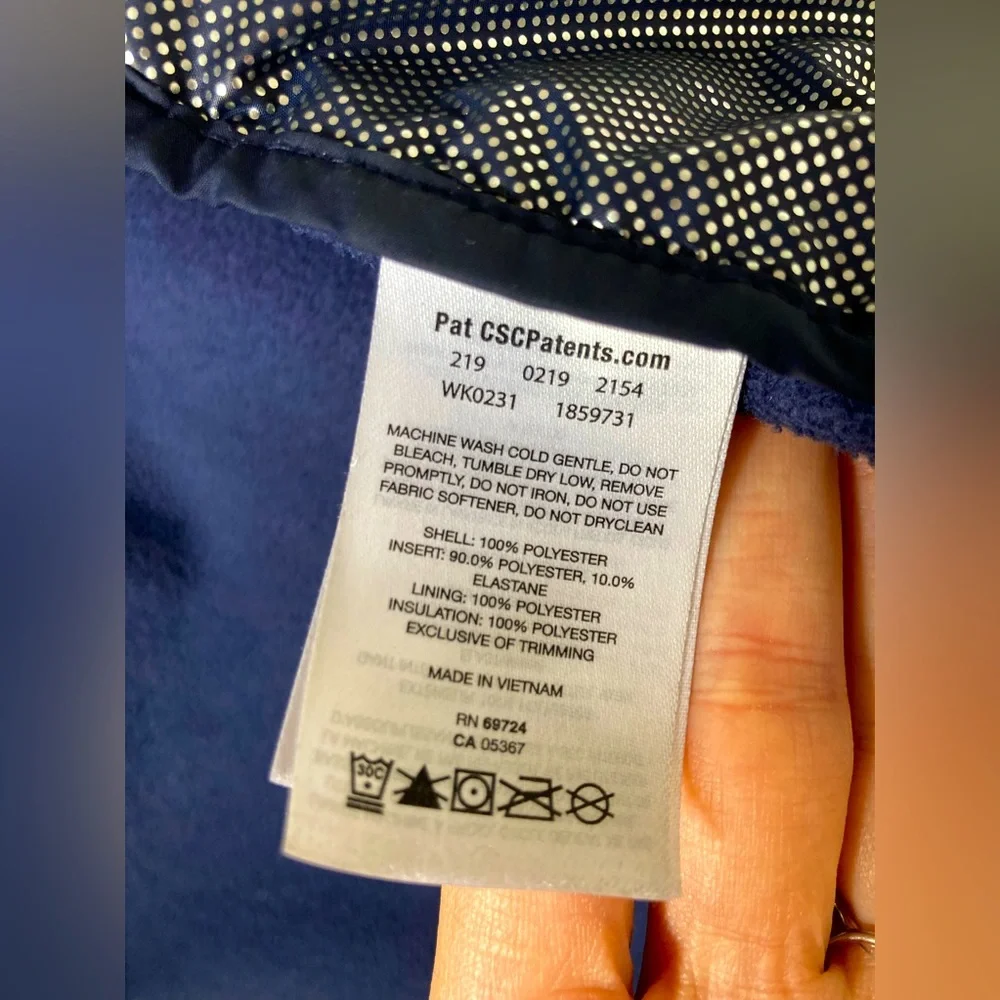 Pat CSCPatents.com
219 0219 2154
WK0231 1859731
MACHINE WASH COLD GENTLE, DO NOT
BLEACH, TUMBLE DRY LOW, REMOVE
PROMPTLY, DO NOT IRON, DO NOT USE
FABRIC SOFTENER, DO NOT DRYCLEAN
SHELL: 100% POLYESTER
INSERT: 90.0% POLYESTER, 10.0%
ELASTANE
LINING: 100% POLYESTER
INSULATION: 100% POLYESTER
EXCLUSIVE OF TRIMMING
MADE IN VIETNAM
RN 69724
CA 05367
30C